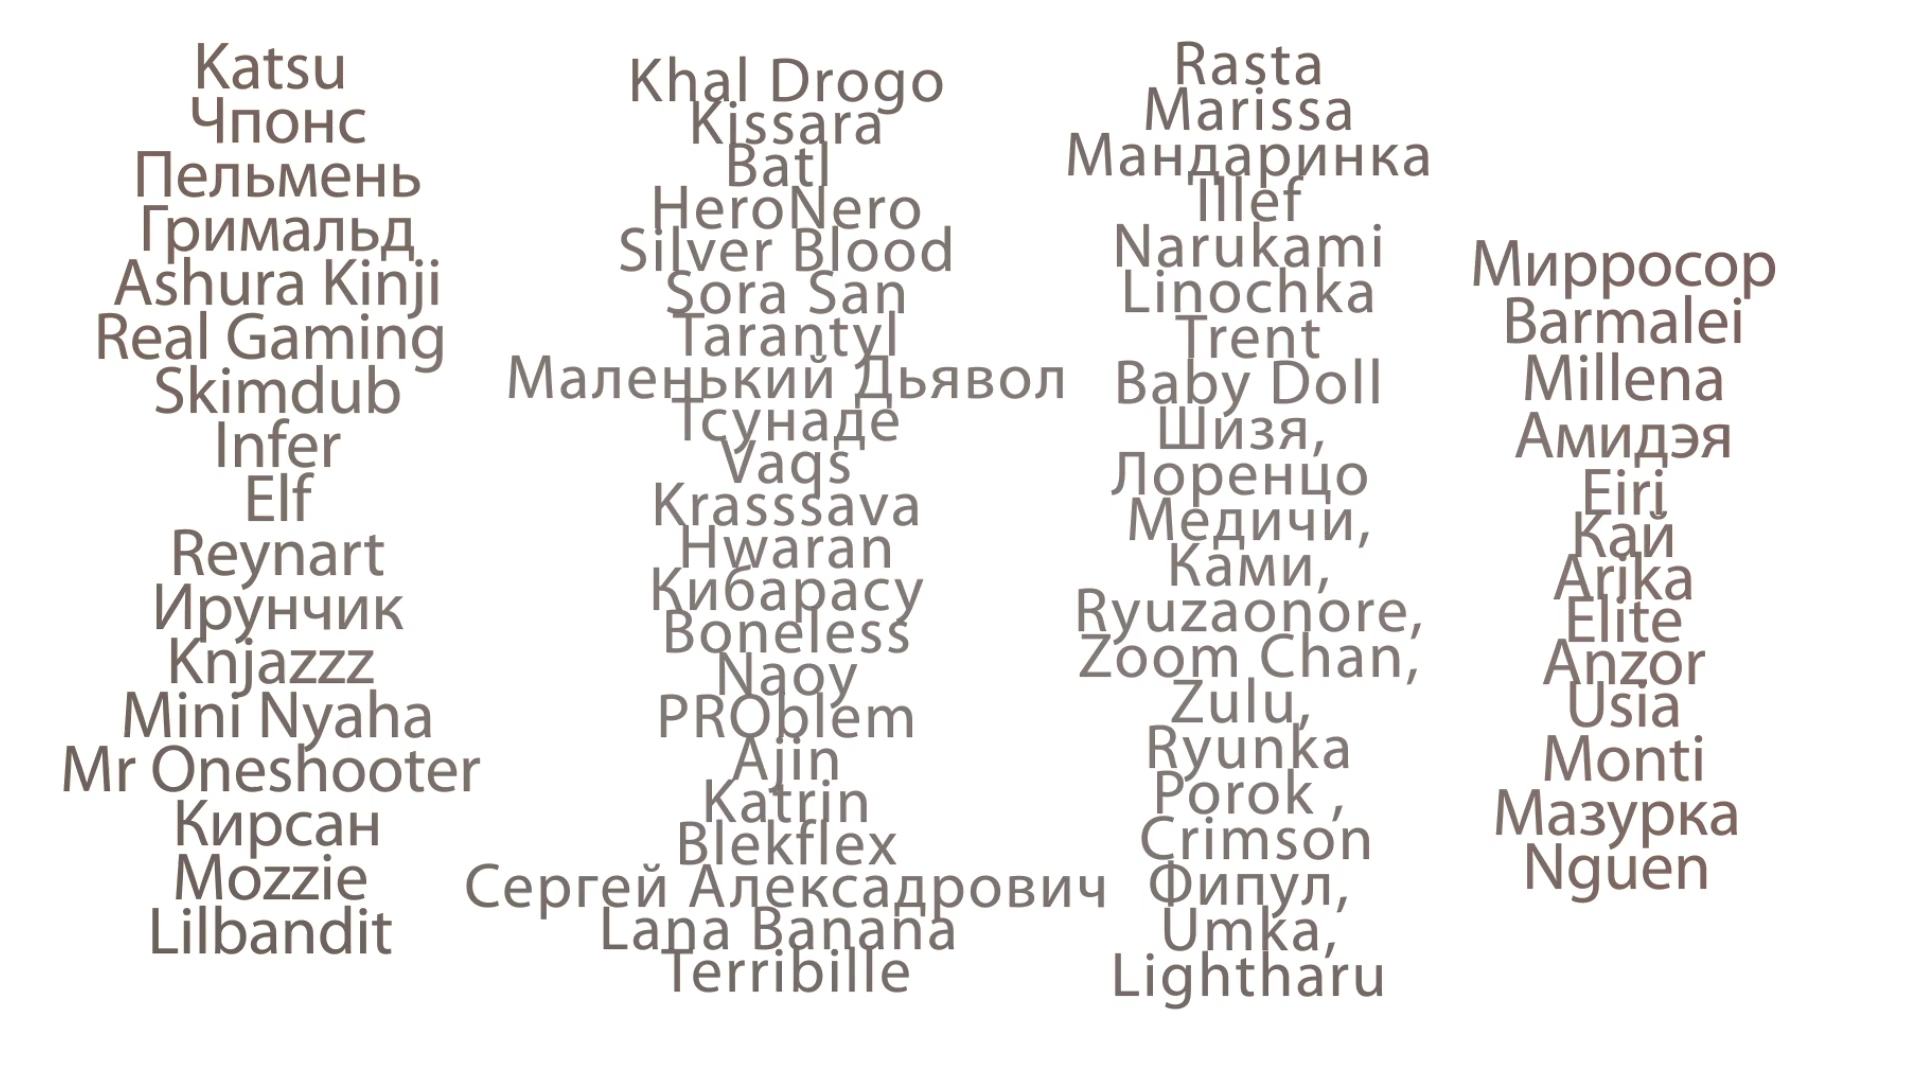 Katsu
Чпонс
Пельмень
Гримальд
Ashura Kinji
Real Gaming
Skimdub
Infer
Elf
Reynart
Ирунчик
Knjazzz
Mini Nyaha
Mr Oneshooter
Кирсан
Mozzie
Lilbandit
Khal Drogo
Kissara
Batl
HeroNero
Silver Blood
Sora San
Tarantyl
Маленький Дьявол
Тсунаде
Vaqs
Krasssava
Hwaran
Кибарасу
Boneless
Naoy
PROblem
Ajin
Katrin
Blekflex
Сергей Алексадрович
Lana Banana
Terribille
Rasta
Marissa
Мандаринка
Illef
Narukami
Linochka
Trent
Baby Doll
Шизя,
Лоренцо
Медичи,
Ками,
Ryuzaonore,
Zoom Chan,
Zulu,
Ryunka
Porok ,
Crimson
Фипул,
Umka,
Lightharu
Мирросор
Barmalei
Millena
Амидэя
Eiri
Кай
Arika
Elite
Anzor
Usia
Monti
Мазурка
Nguen